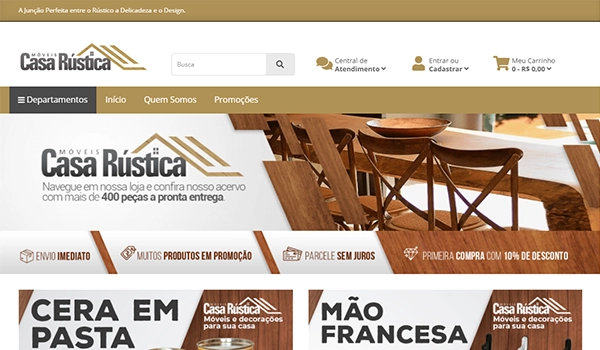 A Junção Perfeita entre o Rústico a Delicadeza e o Design.
MÓVEIS
Casa Rústica
Busca
Central de
Atendimento
Entrar ou
Cadastrar
Meu Carrinho
0 - R$ 0,00
Departamentos
Início
Quem Somos
Promoções
MÓVEIS
Casa Rústica
Navegue em nossa loja e confira nosso acervo
com mais de 400 peças a pronta entrega.
ENVIO IMEDIATO
MUITOS PRODUTOS EM PROMOÇÃO
PARCELE SEM JUROS
PRIMEIRA COMPRA COM 10% DE DESCONTO
CERA EM
PASTA
MÓVEIS
Casa Rústica
Móveis e decorações
para sua casa
MÃO
FRANCESA
MÓVEIS
Casa Rústica
Móveis e decorações
para sua casa